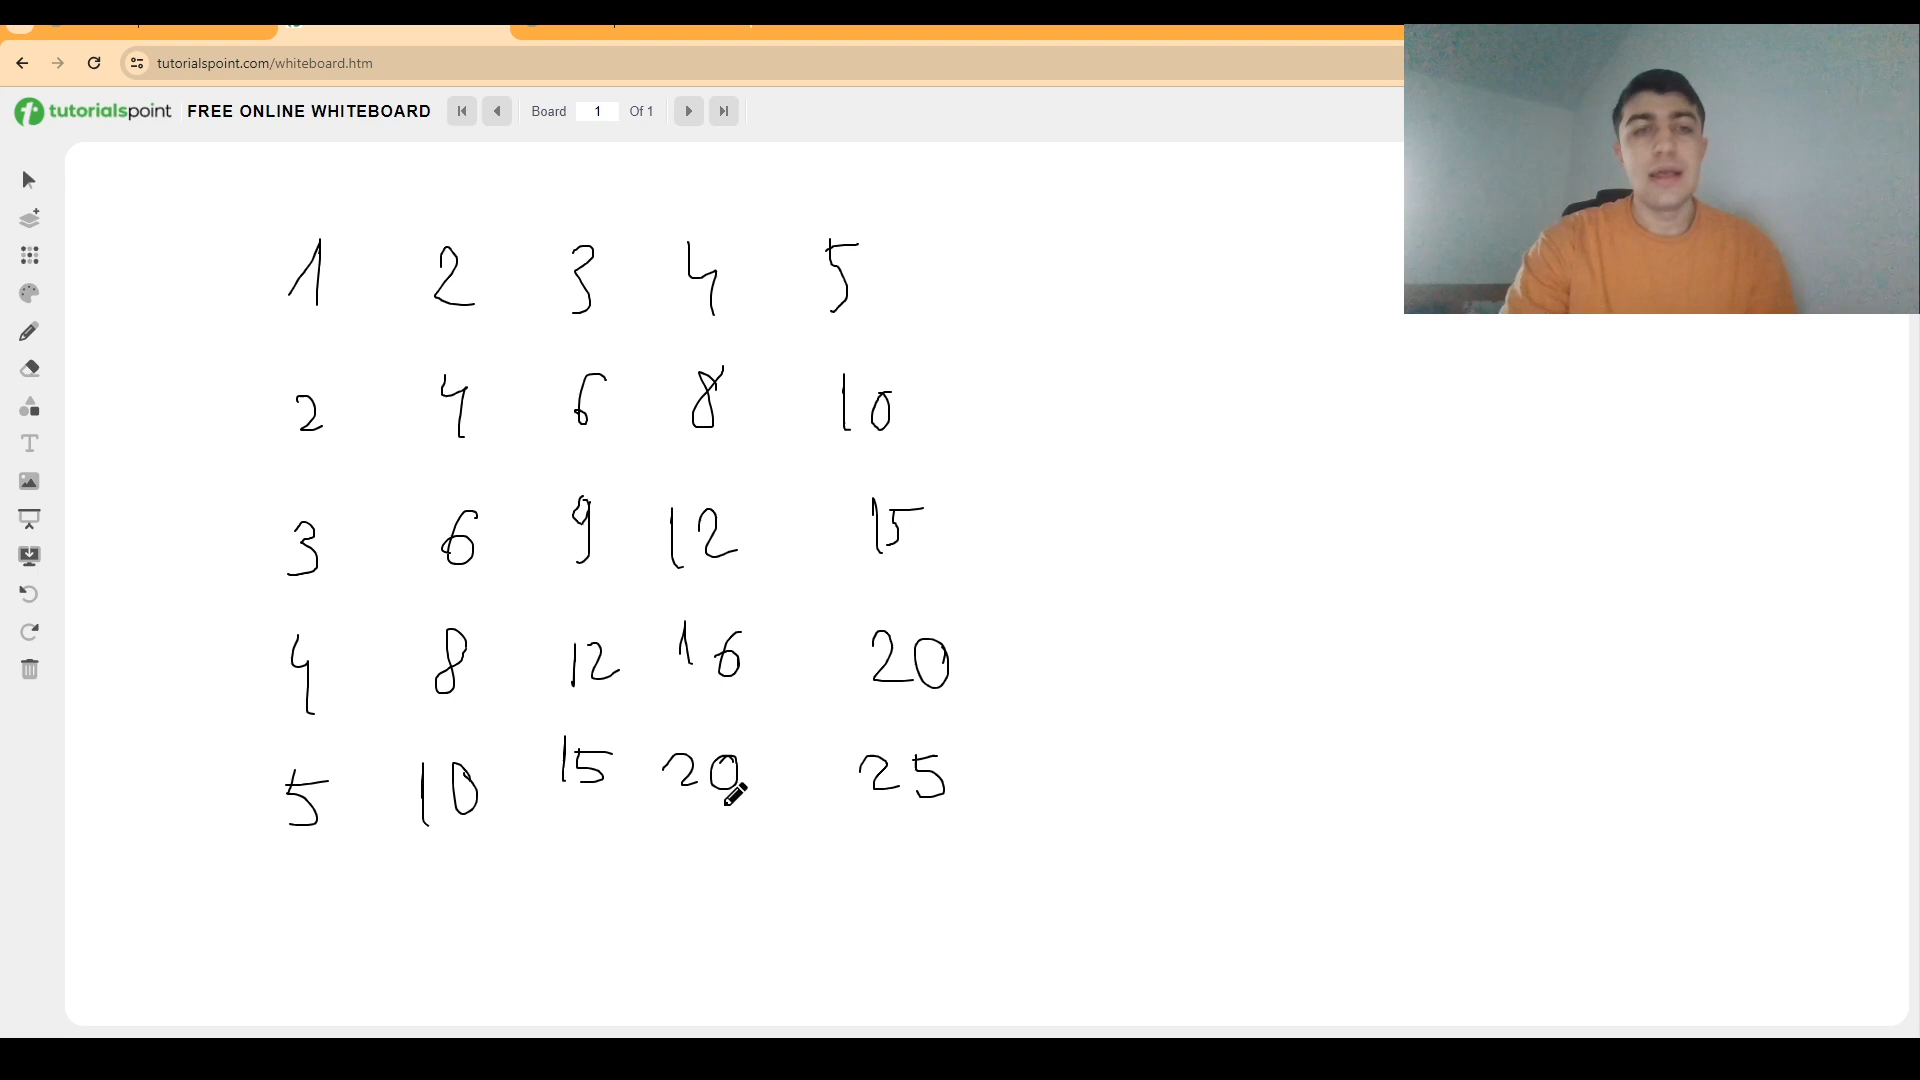 tutorialspoint.com/whiteboard.htm
tutorialspoint FREE ONLINE WHITEBOARD Board 1 Of 1
1 2 3 4 5
2 4 6 8 10
3 6 9 12 15
4 8 12 16 20
5 10 15 20 25
T